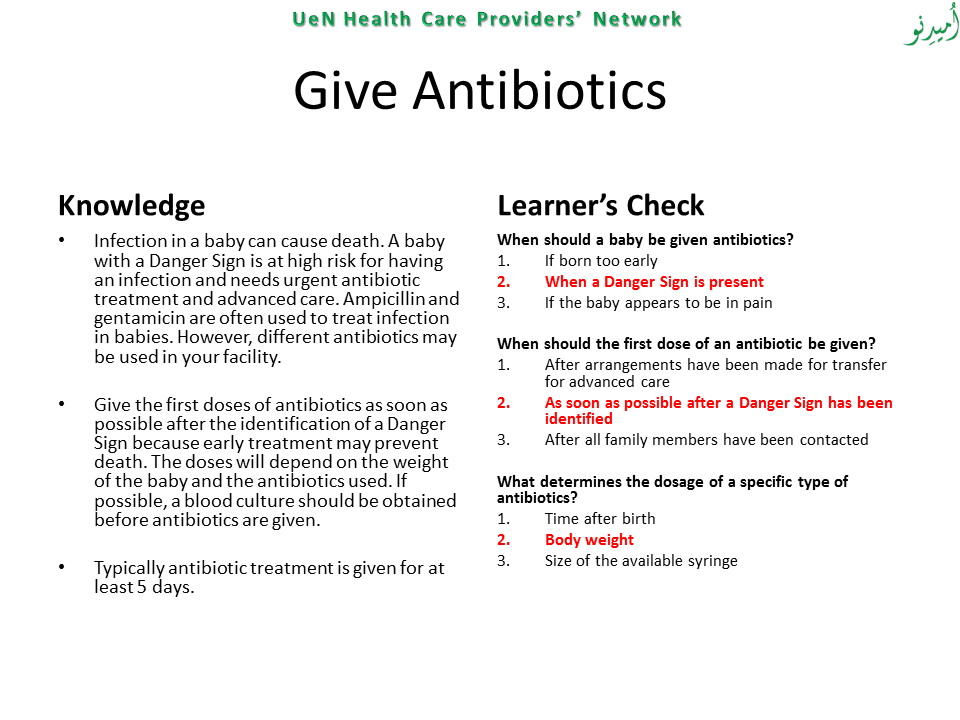 UeN Health Care Providers’ Network
اُمیدِنو
Give Antibiotics
Knowledge
• Infection in a baby can cause death. A baby
with a Danger Sign is at high risk for having
an infection and needs urgent antibiotic
treatment and advanced care. Ampicillin and
gentamicin are often used to treat infection
in babies. However, different antibiotics may
be used in your facility.
• Give the first doses of antibiotics as soon as
possible after the identification of a Danger
Sign because early treatment may prevent
death. The doses will depend on the weight
of the baby and the antibiotics used. If
possible, a blood culture should be obtained
before antibiotics are given.
• Typically antibiotic treatment is given for at
least 5 days.
Learner’s Check
When should a baby be given antibiotics?
1. If born too early
2. When a Danger Sign is present
3. If the baby appears to be in pain
When should the first dose of an antibiotic be given?
1. After arrangements have been made for transfer
for advanced care
2. As soon as possible after a Danger Sign has been
identified
3. After all family members have been contacted
What determines the dosage of a specific type of
antibiotics?
1. Time after birth
2. Body weight
3. Size of the available syringe